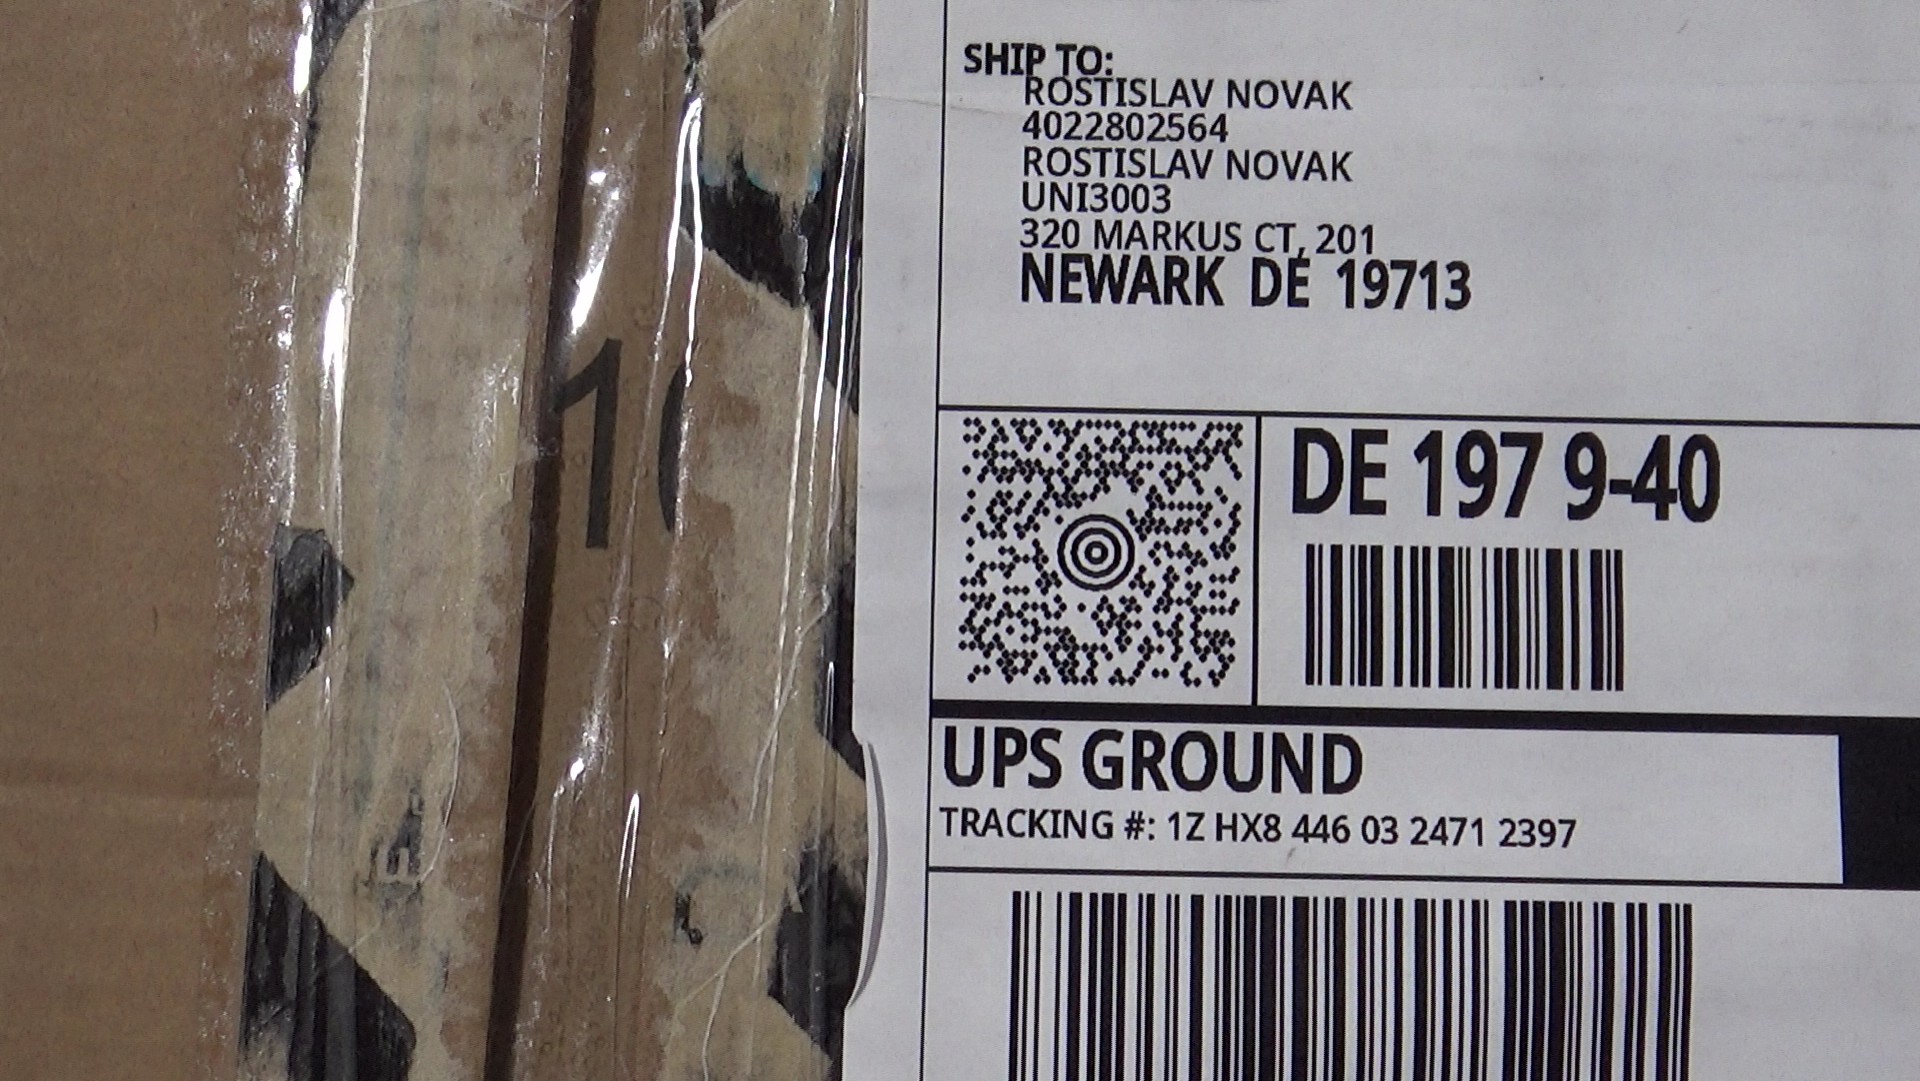 SHIP TO:
ROSTISLAV NOVAK
4022802564
ROSTISLAV NOVAK
UNI3003
320 MARKUS CT, 201
NEWARK DE 19713
DE 197 9-40
UPS GROUND
TRACKING #: 1Z HX8 446 03 2471 2397